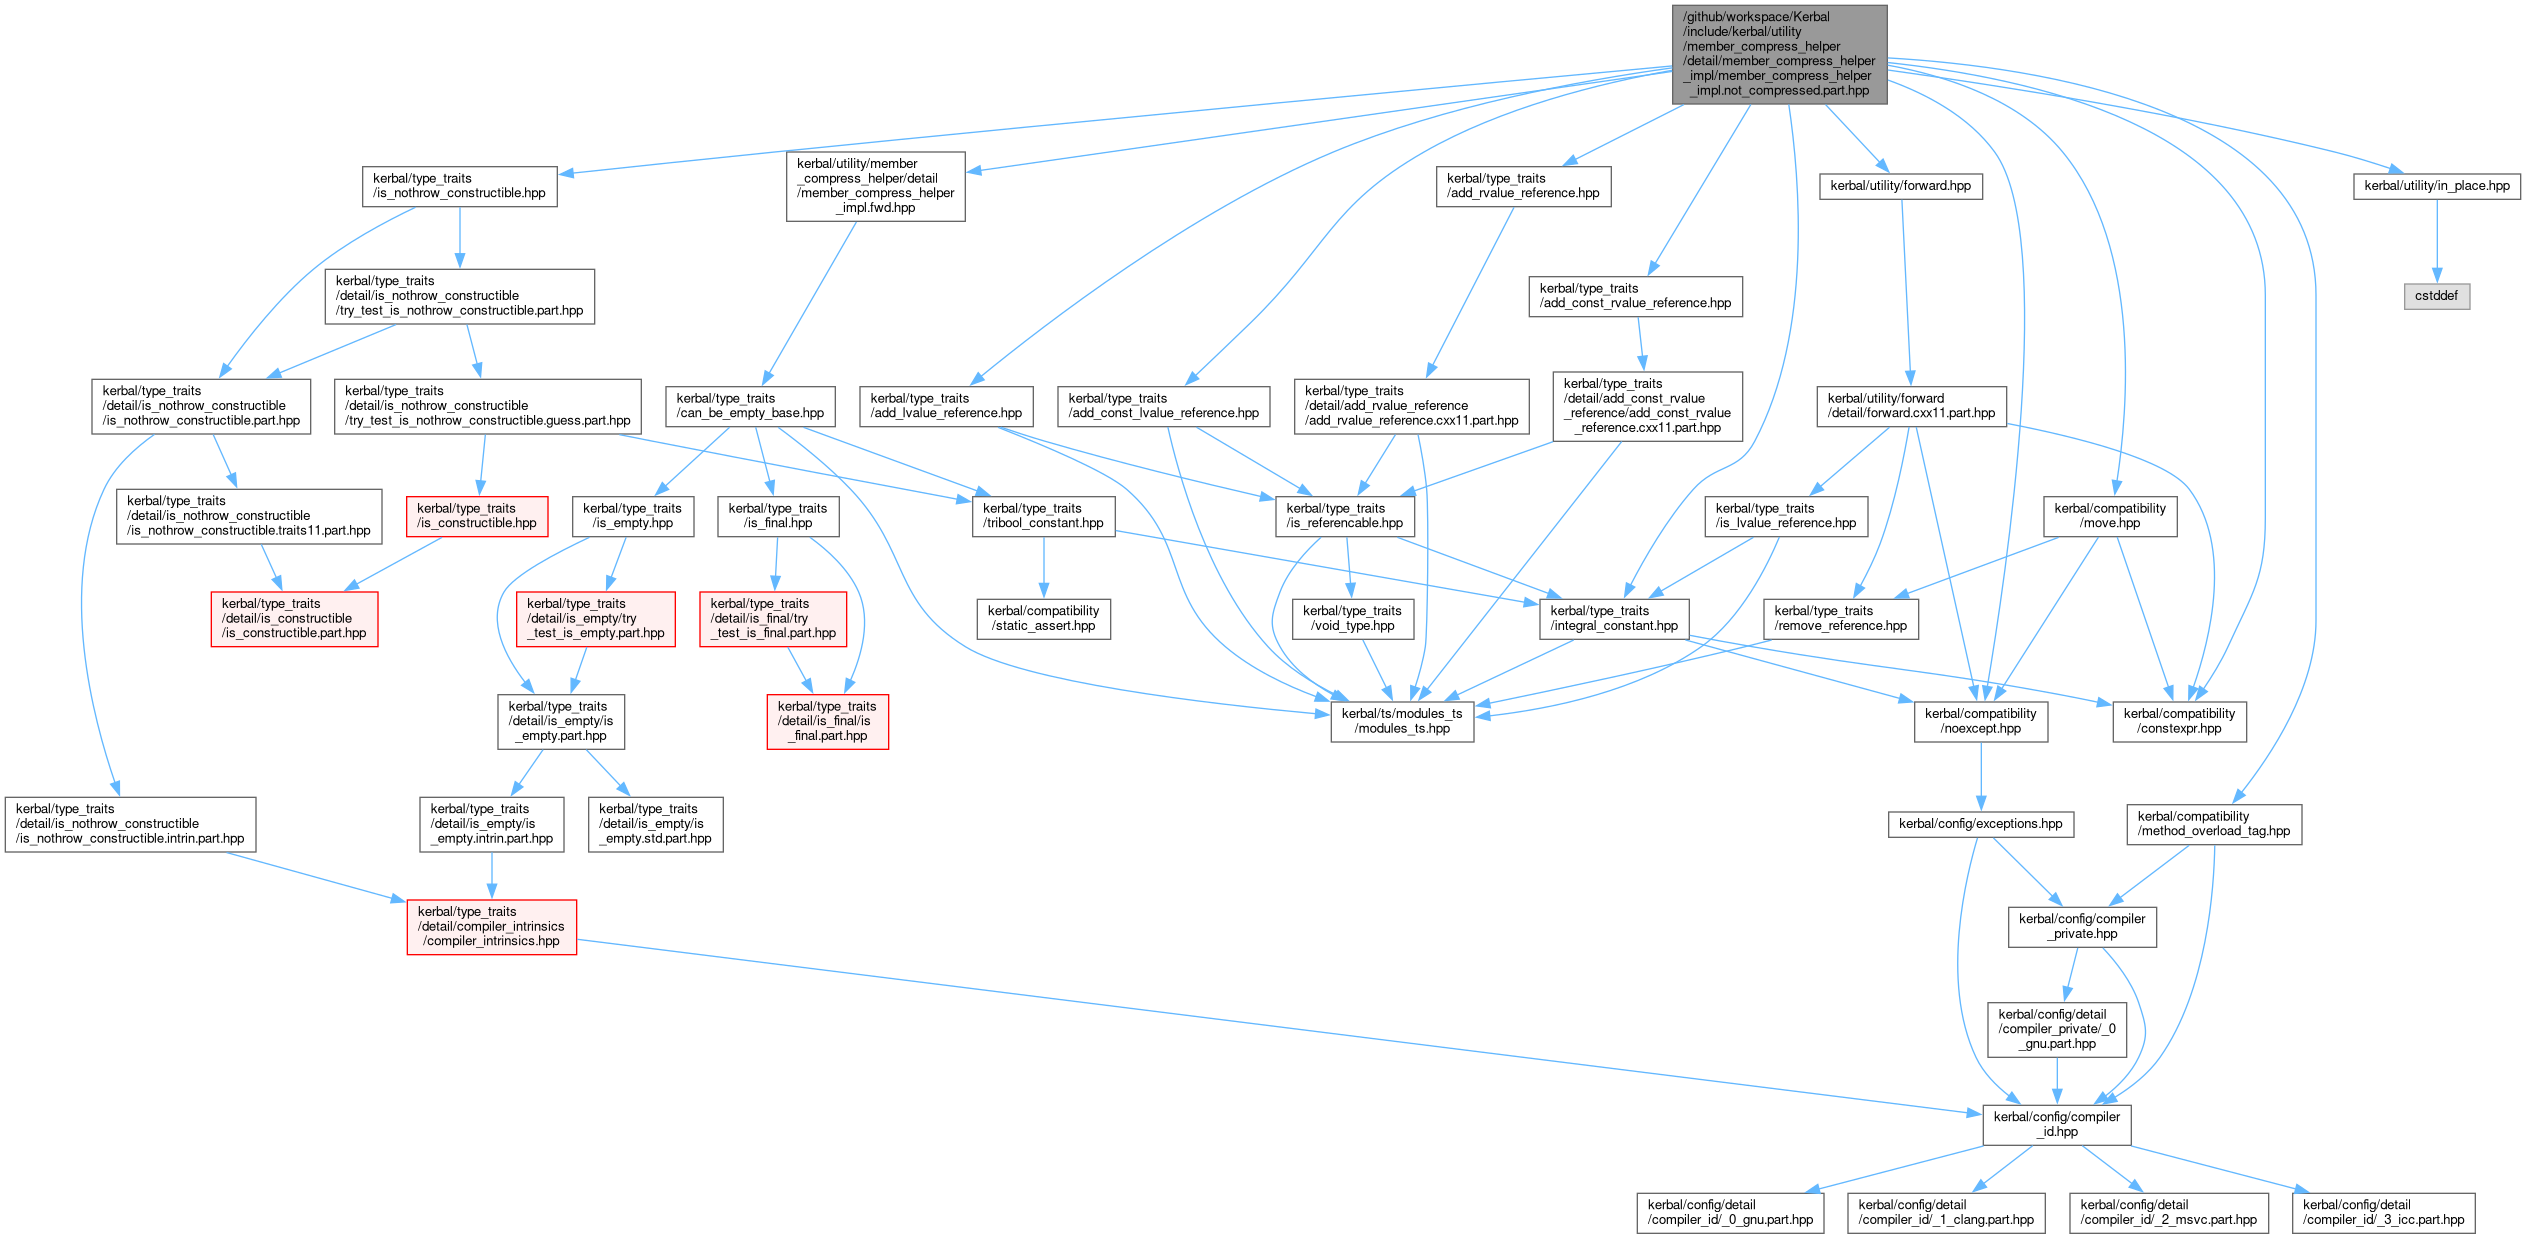 /github/workspace/Kerbal
/include/kerbal/utility
/member_compress_helper
/detail/member_compress_helper
_impl/member_compress_helper
_impl.not_compressed.part.hpp
kerbal/type_traits
/is_nothrow_constructible.hpp
kerbal/utility/member
_compress_helper/detail
/member_compress_helper
_impl.fwd.hpp
kerbal/type_traits
/add_rvalue_reference.hpp
kerbal/utility/forward.hpp
kerbal/utility/in_place.hpp
kerbal/type_traits
/detail/is_nothrow_constructible
/try_test_is_nothrow_constructible.part.hpp
kerbal/type_traits
/add_const_rvalue_reference.hpp
cstddef
kerbal/type_traits
/detail/is_nothrow_constructible
/is_nothrow_constructible.part.hpp
kerbal/type_traits
/detail/is_nothrow_constructible
/try_test_is_nothrow_constructible.guess.part.hpp
kerbal/type_traits
/can_be_empty_base.hpp
kerbal/type_traits
/add_lvalue_reference.hpp
kerbal/type_traits
/add_const_lvalue_reference.hpp
kerbal/type_traits
/detail/add_rvalue_reference
/add_rvalue_reference.cxx11.part.hpp
kerbal/type_traits
/detail/add_const_rvalue
_reference/add_const_rvalue
_reference.cxx11.part.hpp
kerbal/utility/forward
/detail/forward.cxx11.part.hpp
kerbal/type_traits
/detail/is_nothrow_constructible
/is_nothrow_constructible.traits11.part.hpp
kerbal/type_traits
/is_constructible.hpp
kerbal/type_traits
/is_empty.hpp
kerbal/type_traits
/is_final.hpp
kerbal/type_traits
/tribool_constant.hpp
kerbal/type_traits
/is_referencable.hpp
kerbal/type_traits
/is_lvalue_reference.hpp
kerbal/compatibility
/move.hpp
kerbal/type_traits
/detail/is_constructible
/is_constructible.part.hpp
kerbal/type_traits
/detail/is_empty/try
_test_is_empty.part.hpp
kerbal/type_traits
/detail/is_final/try
_test_is_final.part.hpp
kerbal/compatibility
/static_assert.hpp
kerbal/type_traits
/void_type.hpp
kerbal/type_traits
/integral_constant.hpp
kerbal/type_traits
/remove_reference.hpp
kerbal/type_traits
/detail/is_empty/is
_empty.part.hpp
kerbal/type_traits
/detail/is_final/is
_final.part.hpp
kerbal/ts/modules_ts
/modules_ts.hpp
kerbal/compatibility
/noexcept.hpp
kerbal/compatibility
/constexpr.hpp
kerbal/type_traits
/detail/is_nothrow_constructible
/is_nothrow_constructible.intrin.part.hpp
kerbal/type_traits
/detail/is_empty/is
_empty.intrin.part.hpp
kerbal/type_traits
/detail/is_empty/is
_empty.std.part.hpp
kerbal/config/exceptions.hpp
kerbal/compatibility
/method_overload_tag.hpp
kerbal/type_traits
/detail/compiler_intrinsics
/compiler_intrinsics.hpp
kerbal/config/compiler
_private.hpp
kerbal/config/detail
/compiler_private/_0
_gnu.part.hpp
kerbal/config/compiler
_id.hpp
kerbal/config/detail
/compiler_id/_0_gnu.part.hpp
kerbal/config/detail
/compiler_id/_1_clang.part.hpp
kerbal/config/detail
/compiler_id/_2_msvc.part.hpp
kerbal/config/detail
/compiler_id/_3_icc.part.hpp